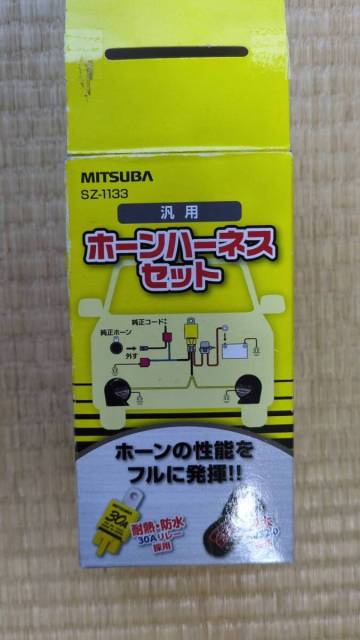 MITSUBA
SZ-1133
汎用
ホーンハーネス
セット
純正コード
純正ホーン
外す
ホーンの性能を
フルに発揮!!
30A
耐熱・防水
30Aリレー
採用